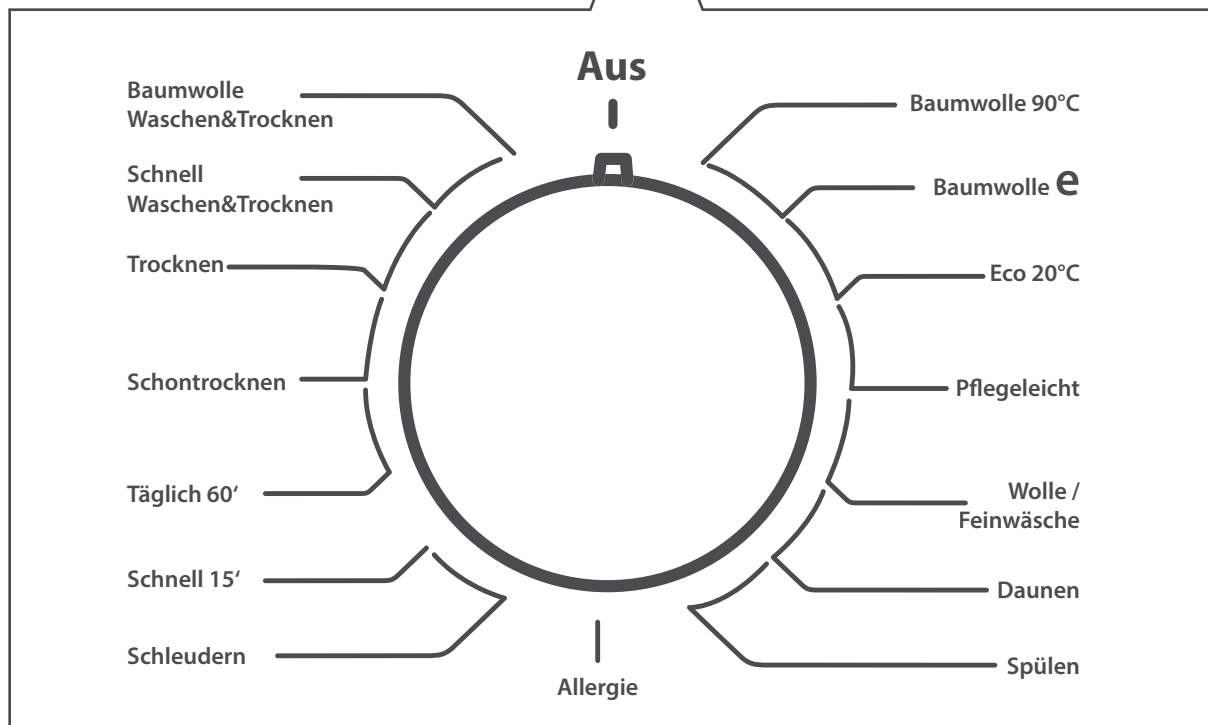 Aus
Baumwolle
Waschen&Trocknen
Schnell
Waschen&Trocknen
Trocknen
Schontrocknen
Täglich 60‘
Schnell 15‘
Schleudern
Allergie
Baumwolle 90°C
Baumwolle e
Eco 20°C
Pflegeleicht
Wolle /
Feinwäsche
Daunen
Spülen